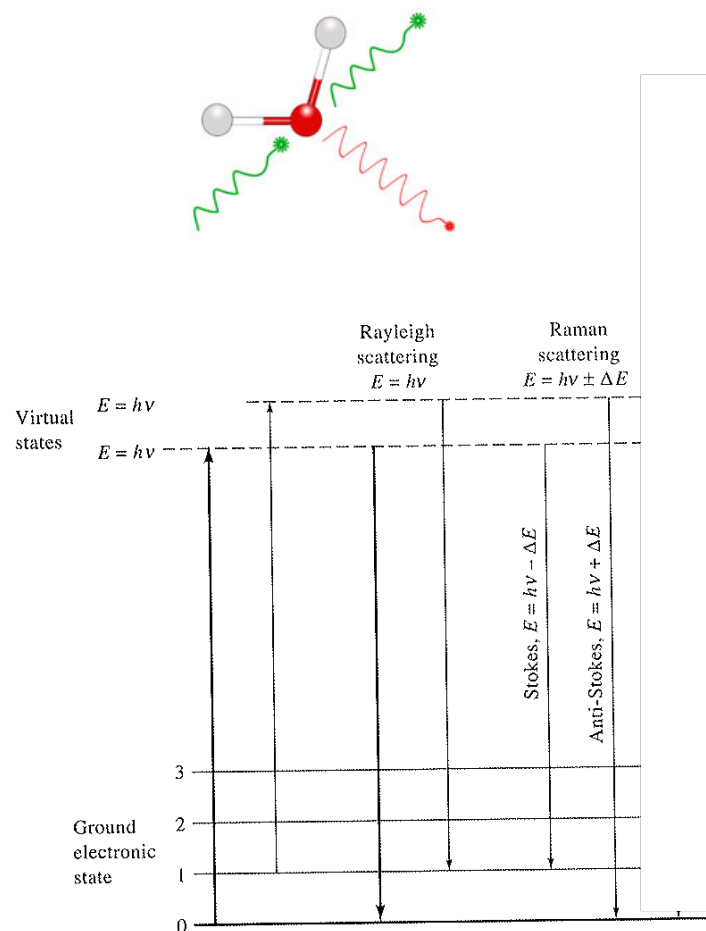 Rayleigh
scattering
E = hν
Raman
scattering
E = hν ± ΔE
Virtual
states
E = hν
E = hν
Stokes, E = hν − ΔE
Anti-Stokes, E = hν + ΔE
3
2
Ground
electronic
state
1
0